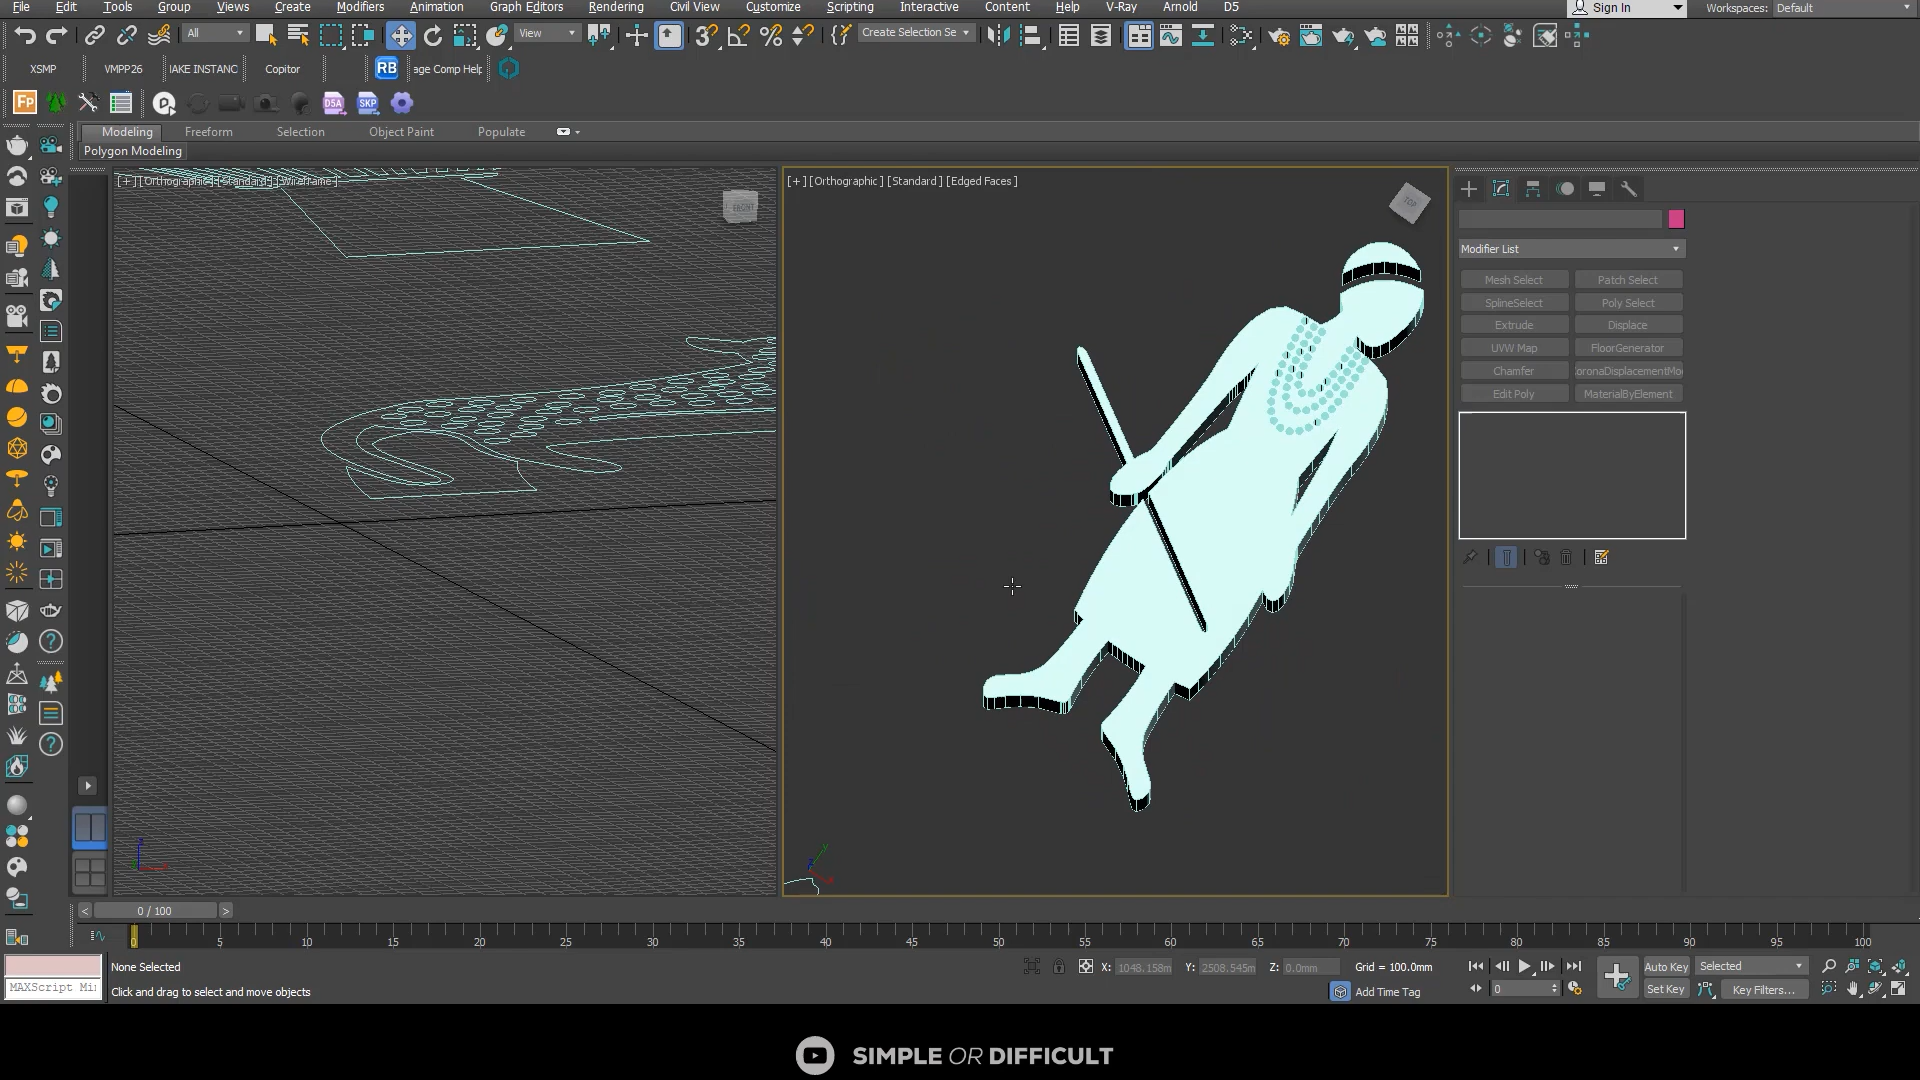 File Edit Tools Group Views Create Modifiers Animation Graph Editors Rendering Civil View Customize Scripting Interactive Content Help V-Ray Arnold D5
Sign In Workspaces: Default
All View Create Selection Se
XSMP VMPP26 IAKE INSTANC Copitor RB age Comp Help
Fp D5A SKP
Modeling Freeform Selection Object Paint Populate
Polygon Modeling
[+] [Orthographic] [Standard] [Wireframe]
FRONT
[+] [Orthographic] [Standard] [Edged Faces]
TOP
Modifier List
Mesh Select Patch Select
SplineSelect Poly Select
Extrude Displace
UVW Map FloorGenerator
Chamfer CoronaDisplacementMo
Edit Poly MaterialByElement
< 0 / 100 >
0 5 10 15 20 25 30 35 40 45 50 55 60 65 70 75 80 85 90 95 100
None Selected
X: 1048.158m Y: 2508.545m Z: 0.0mm Grid = 100.0mm
Auto Key Selected
MAXScript Mi
Click and drag to select and move objects
Add Time Tag
0
Set Key Key Filters...
SIMPLE OR DIFFICULT